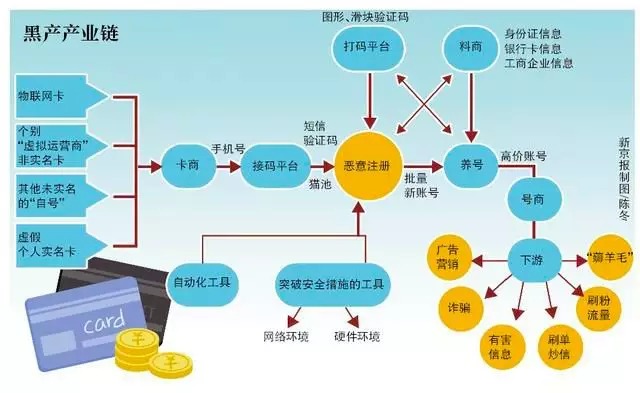 黑产产业链
图形、滑块验证码
打码平台
料商
身份证信息
银行卡信息
工商企业信息
物联网卡
个别
“虚拟运营商”
非实名卡
其他未实名
的“自号”
虚假
个人实名卡
卡商
手机号
接码平台
短信
验证码
猫池
恶意注册
批量
新账号
养号
高价账号
号商
下游
广告
营销
诈骗
有害
信息
刷单
炒信
刷粉
流量
“薅羊毛”
自动化工具
突破安全措施的工具
网络环境
硬件环境
card
新京报制图/陈冬